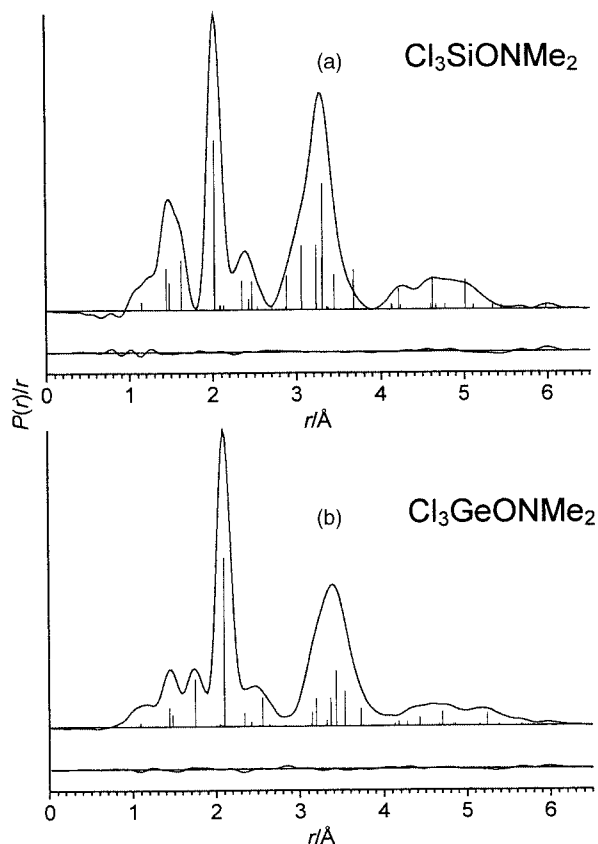 (a)
Cl₃SiONMe₂
0 1 2 3 4 5 6
r/Å
P(r)/r
(b)
Cl₃GeONMe₂
0 1 2 3 4 5 6
r/Å